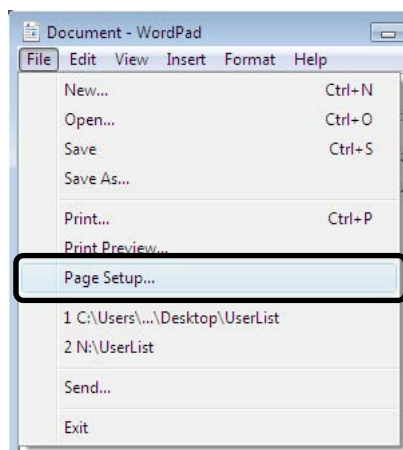 Document - WordPad
File Edit View Insert Format Help
New... Ctrl+N
Open... Ctrl+O
Save Ctrl+S
Save As...
Print... Ctrl+P
Print Preview...
Page Setup...
1 C:\Users\...\Desktop\UserList
2 N:\UserList
Send...
Exit